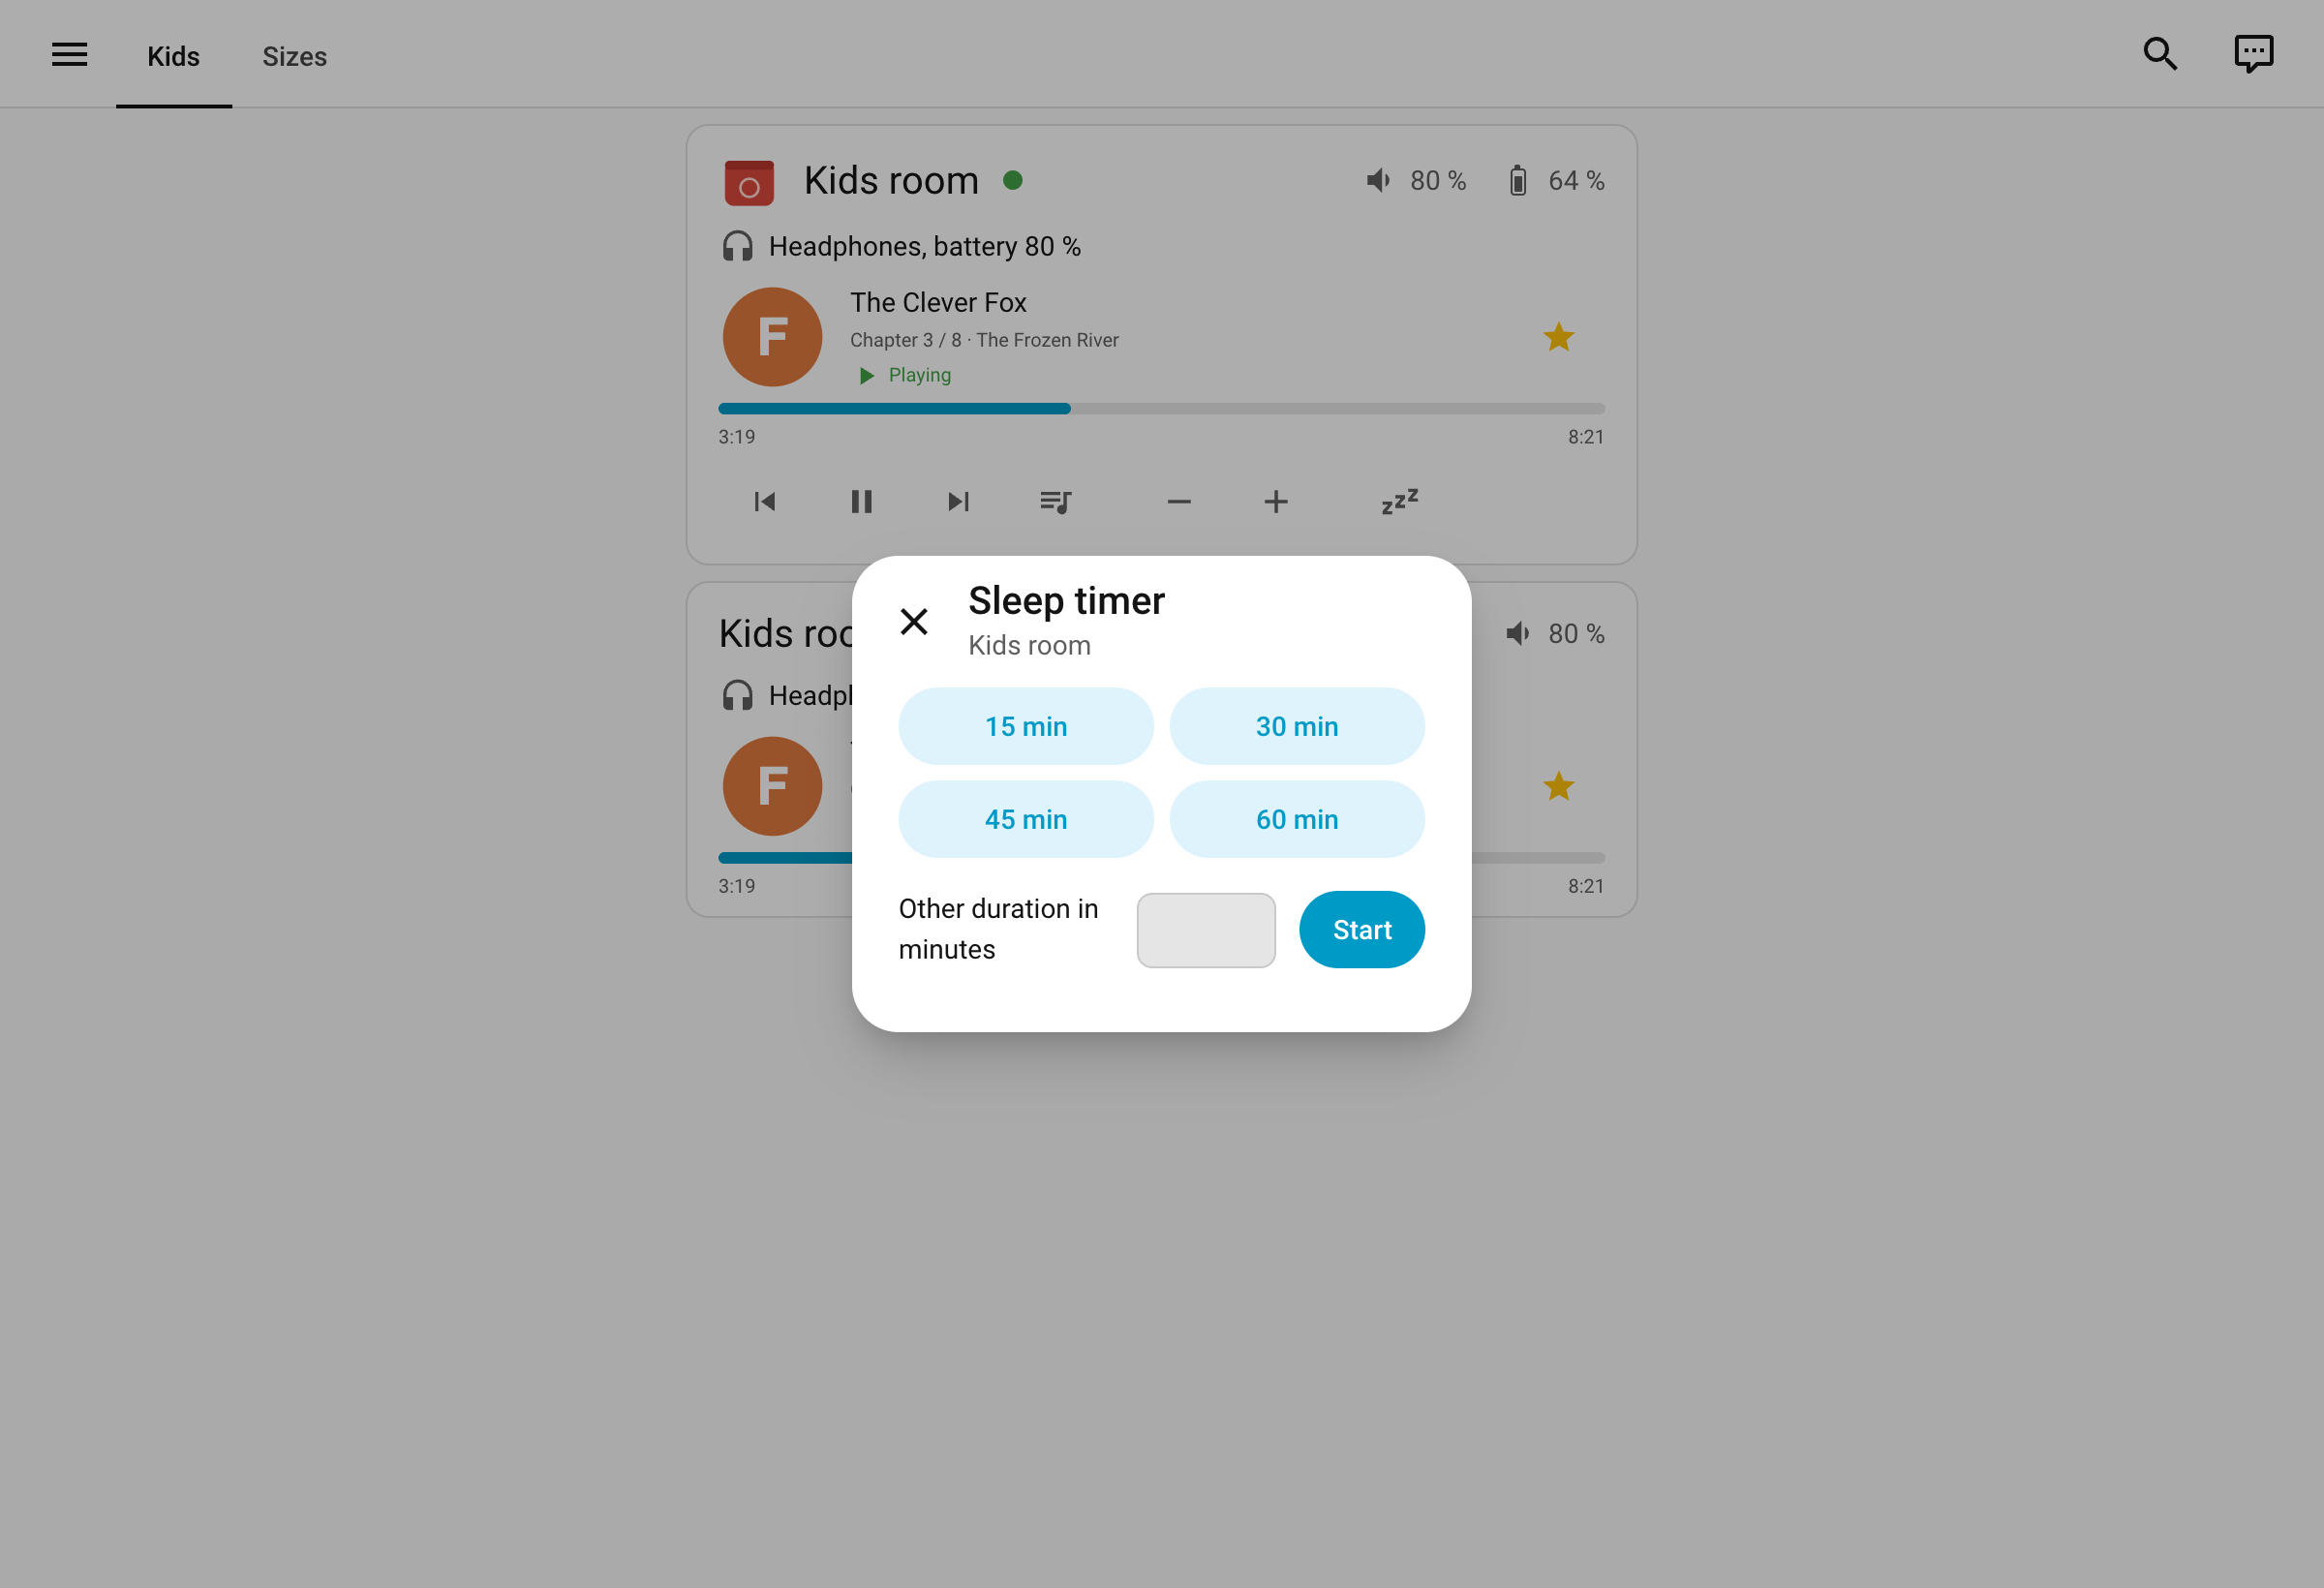 Kids
Sizes
Kids room
80 %
64 %
Headphones, battery 80 %
F
The Clever Fox
Chapter 3 / 8 · The Frozen River
Playing
3:19
8:21
zzz
Sleep timer
Kids room
15 min
30 min
45 min
60 min
Other duration in
minutes
Start
Kids
80 %
F
3:19
8:21